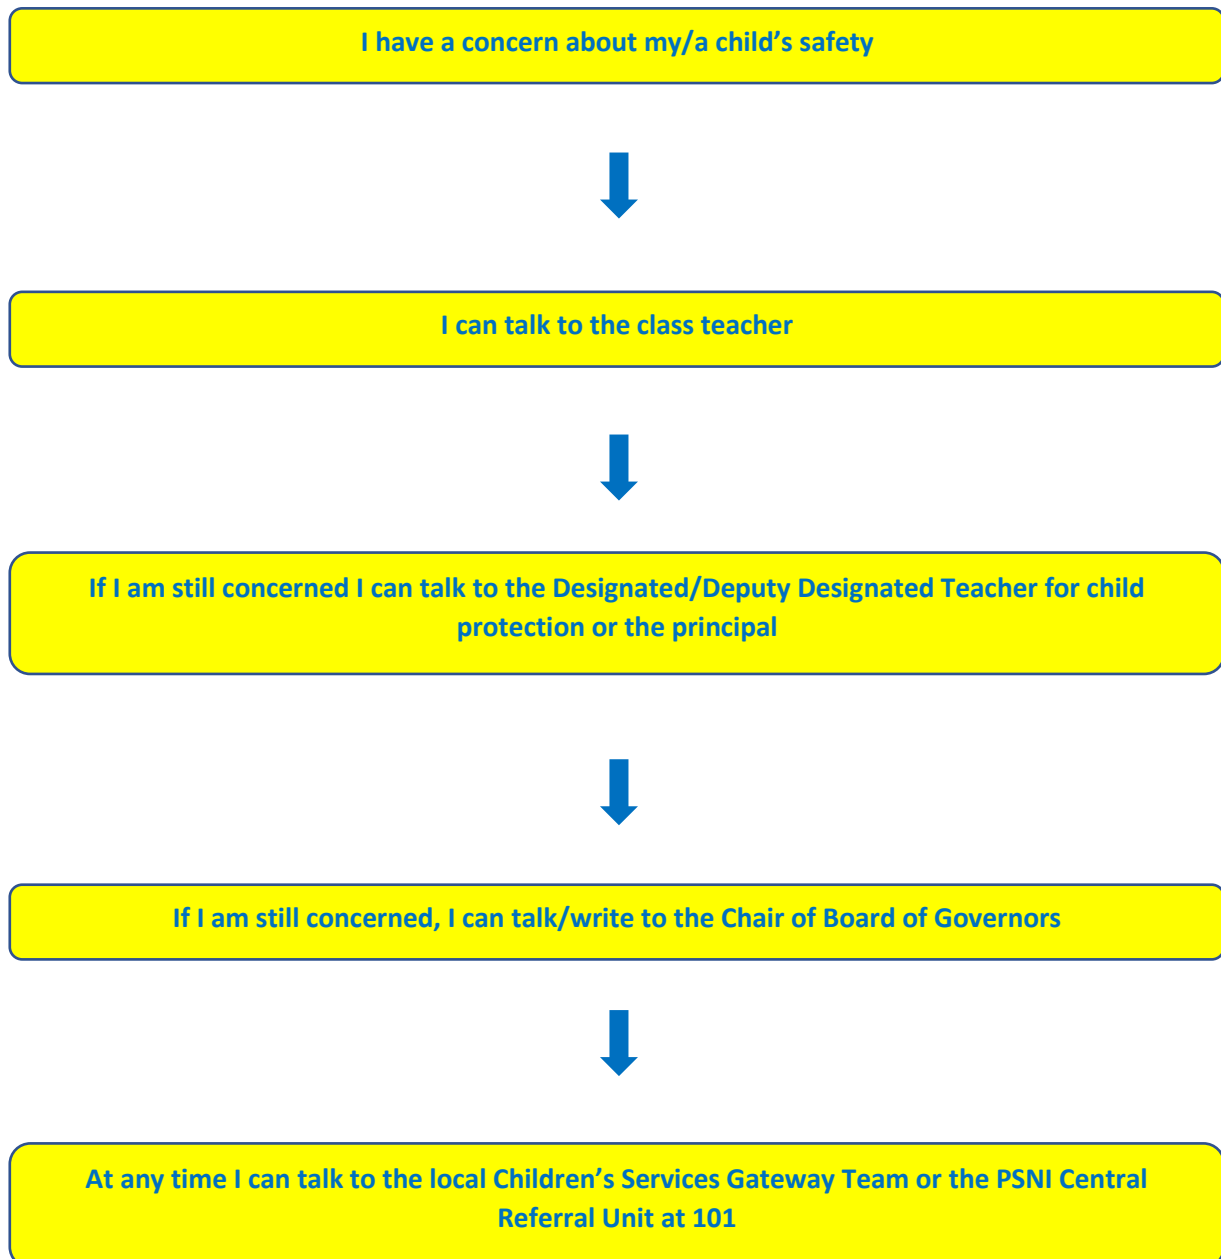 I have a concern about my/a child’s safety
I can talk to the class teacher
If I am still concerned I can talk to the Designated/Deputy Designated Teacher for child
protection or the principal
If I am still concerned, I can talk/write to the Chair of Board of Governors
At any time I can talk to the local Children’s Services Gateway Team or the PSNI Central
Referral Unit at 101